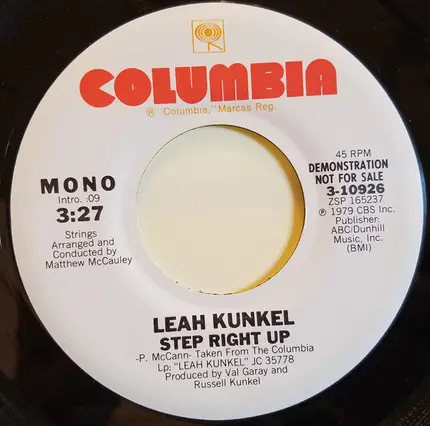 COLUMBIA
® "Columbia," Marcas Reg.
MONO
Intro. :09
3:27
Strings
Arranged and
Conducted by
Matthew McCauley
45 RPM
DEMONSTRATION
NOT FOR SALE
3-10926
ZSP 165237
℗ 1979 CBS Inc.
Publisher:
ABC/Dunhill
Music, Inc.
(BMI)
LEAH KUNKEL
STEP RIGHT UP
-P. McCann- Taken From The Columbia
Lp: "LEAH KUNKEL" JC 35778
Produced by Val Garay and
Russell Kunkel